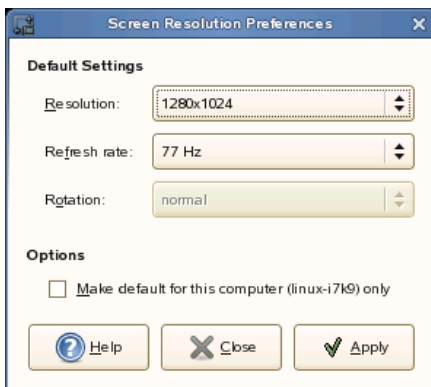 Screen Resolution Preferences
Default Settings
Resolution: 1280x1024
Refresh rate: 77 Hz
Rotation: normal
Options
Make default for this computer (linux-i7k9) only
Help Close Apply